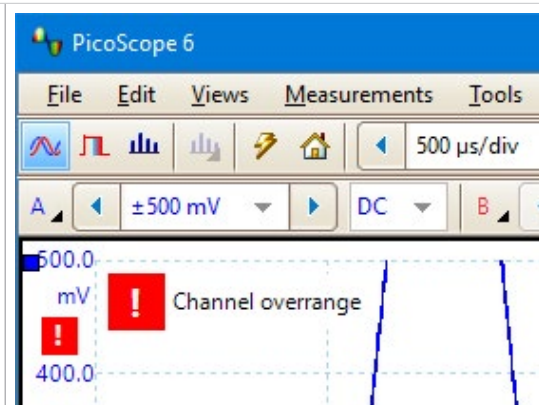 PicoScope 6
File Edit Views Measurements Tools
500 µs/div
A ±500 mV DC B
500.0
mV
! Channel overrange
!
400.0